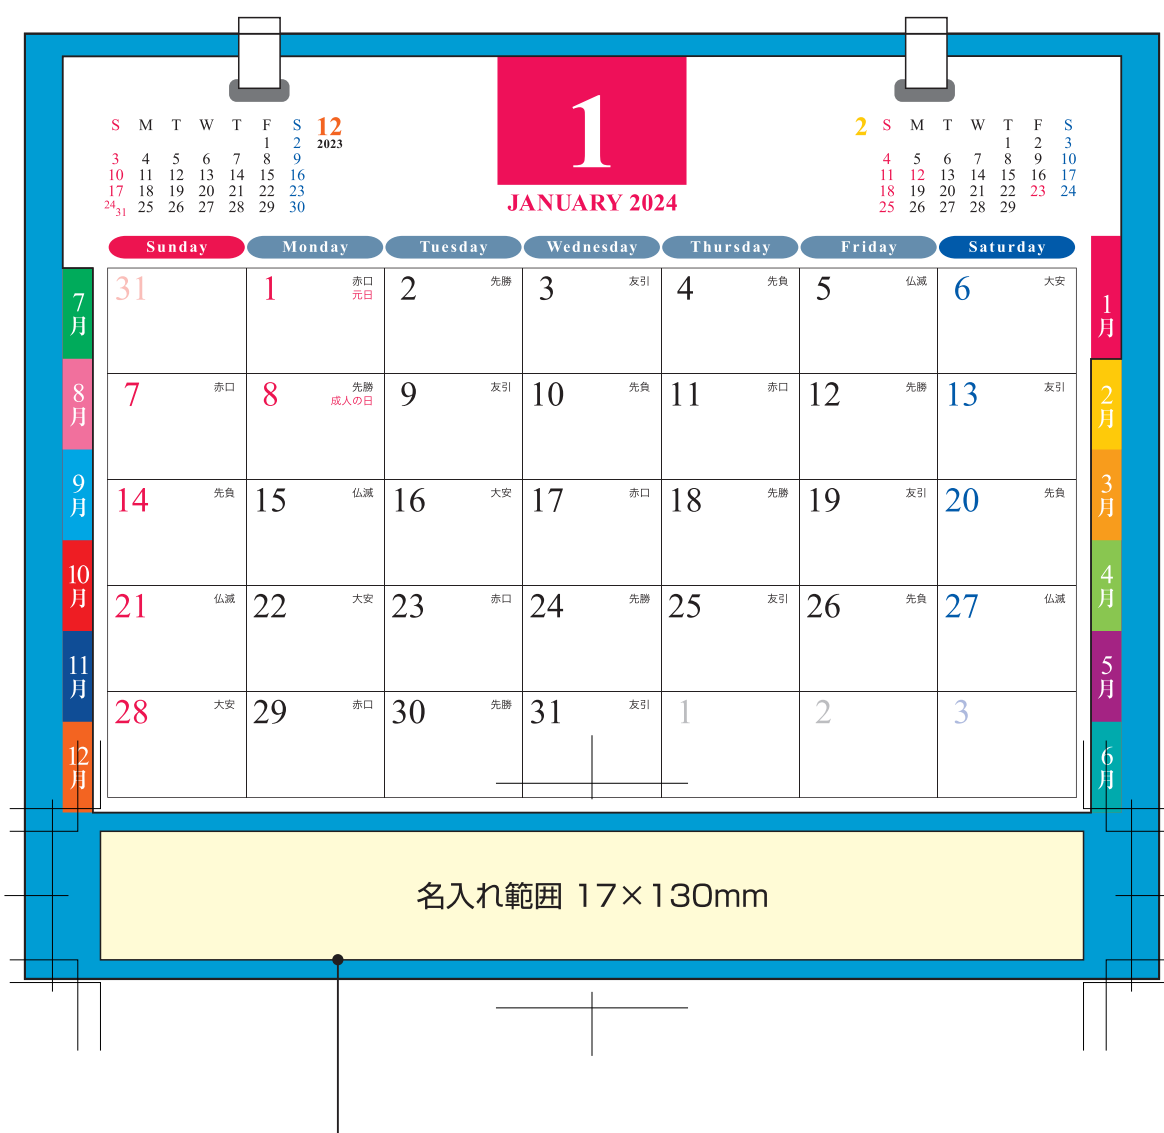 1
JANUARY 2024
S M T W T F S 12
1 2 2023
3 4 5 6 7 8 9
10 11 12 13 14 15 16
17 18 19 20 21 22 23
24 31 25 26 27 28 29 30
2 S M T W T F S
1 2 3
4 5 6 7 8 9 10
11 12 13 14 15 16 17
18 19 20 21 22 23 24
25 26 27 28 29
Sunday Monday Tuesday Wednesday Thursday Friday Saturday
31 1 赤口 2 先勝 3 友引 4 先負 5 仏滅 6 大安
元日
7 赤口 8 先勝 9 友引 10 先負 11 赤口 12 先勝 13 友引
成人の日
14 先負 15 仏滅 16 大安 17 赤口 18 先勝 19 友引 20 先負
21 仏滅 22 大安 23 赤口 24 先勝 25 友引 26 先負 27 仏滅
28 大安 29 赤口 30 先勝 31 友引 1 2 3
7月
8月
9月
10月
11月
12月
1月
2月
3月
4月
5月
6月
名入れ範囲 17×130mm